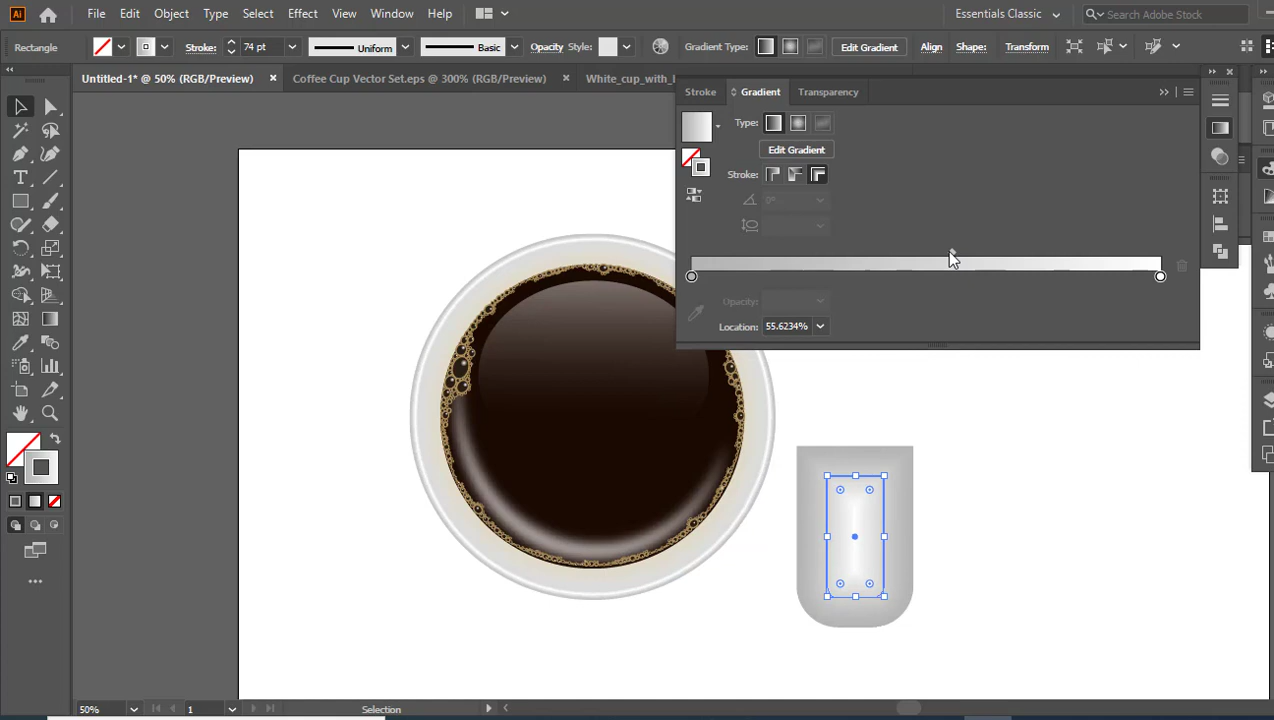 Ai File Edit Object Type Select Effect View Window Help Essentials Classic Search Adobe Stock
Rectangle Stroke: 74 pt Uniform Basic Opacity Style: Gradient Type: Edit Gradient Align Shape: Transform
Untitled-1* @ 50% (RGB/Preview) × Coffee Cup Vector Set.eps @ 300% (RGB/Preview) × White_cup_with_
Stroke Gradient Transparency
Type:
Edit Gradient
Stroke:
0°
Opacity:
Location: 55.6234%
50% 1 Selection